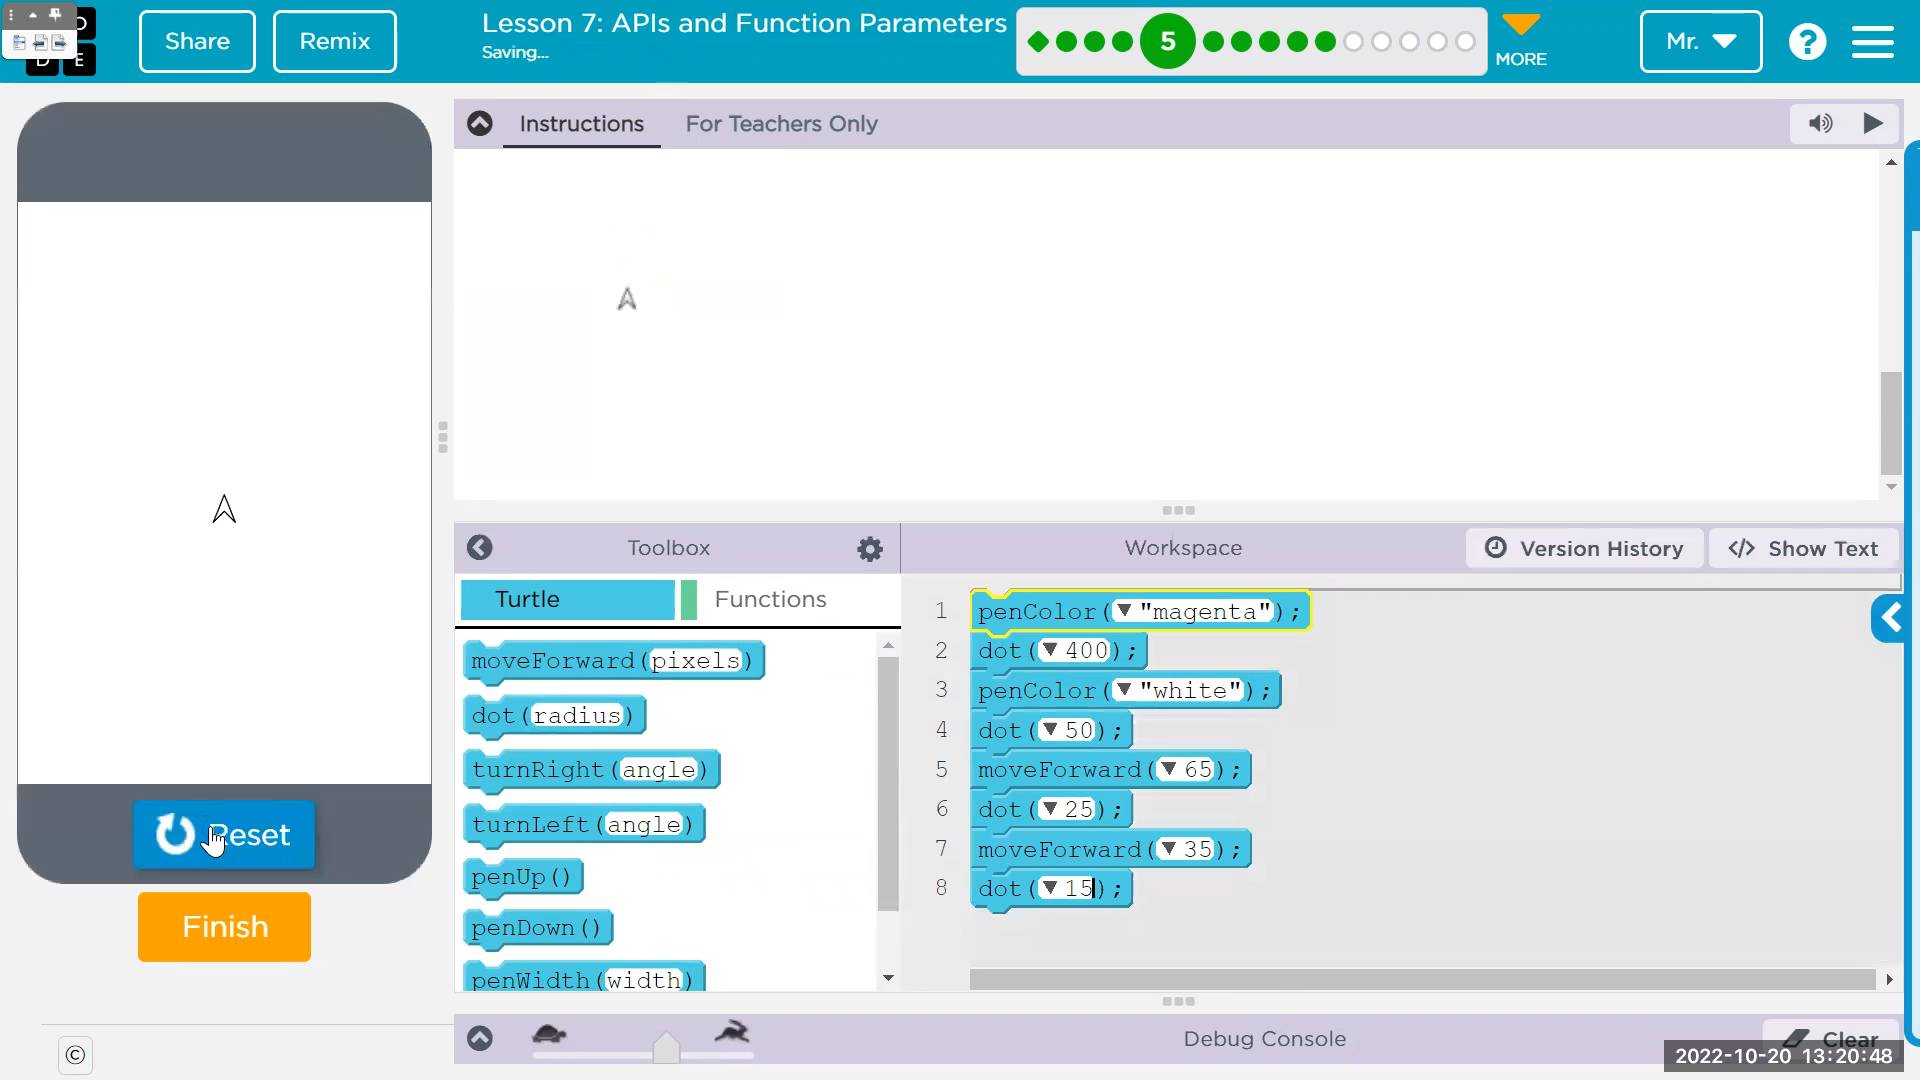 D E
Share
Remix
Lesson 7: APIs and Function Parameters
Saving...
5
MORE
Mr.
?
Instructions
For Teachers Only
Toolbox
Workspace
Version History
</> Show Text
Turtle
Functions
moveForward(pixels)
dot(radius)
turnRight(angle)
turnLeft(angle)
penUp()
penDown()
penWidth(width)
1 penColor(▼"magenta");
2 dot(▼400);
3 penColor(▼"white");
4 dot(▼50);
5 moveForward(▼65);
6 dot(▼25);
7 moveForward(▼35);
8 dot(▼15);
Reset
Finish
©
Debug Console
Clear
2022-10-20 13:20:48